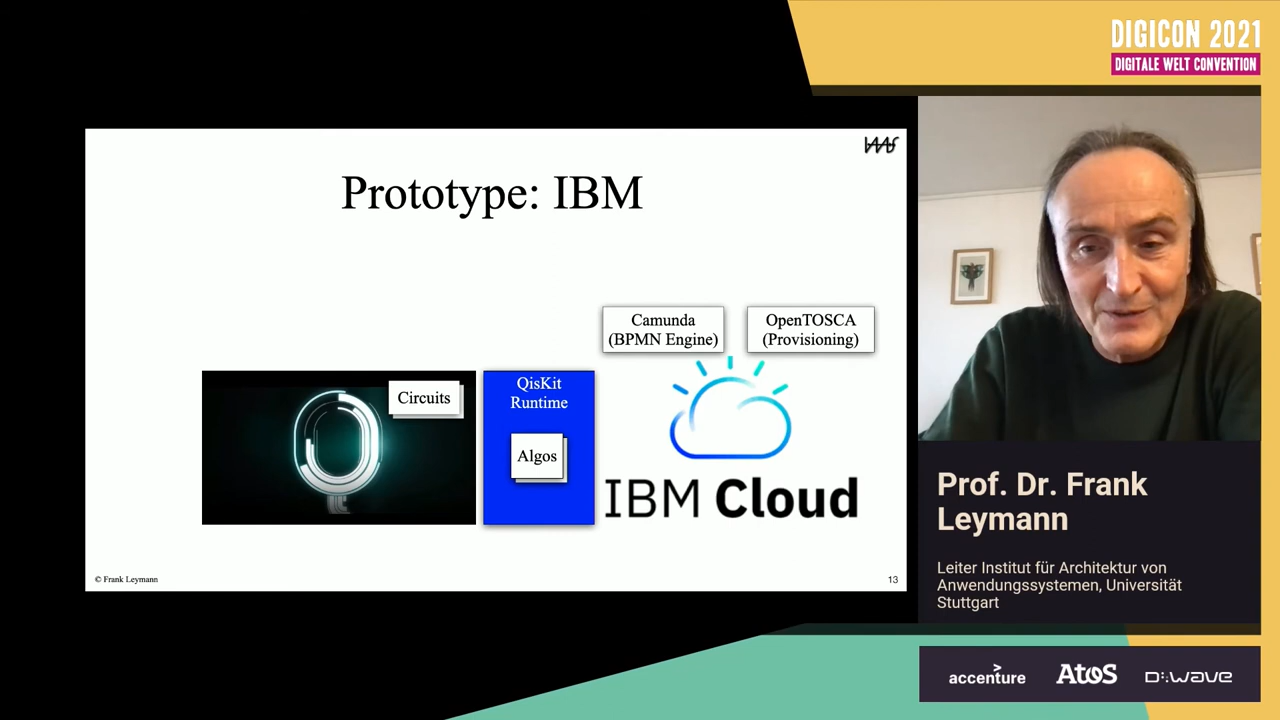 DIGICON 2021
DIGITALE WELT CONVENTION
IAAS
Prototype: IBM
Camunda
(BPMN Engine)
OpenTOSCA
(Provisioning)
Circuits
QisKit
Runtime
Algos
IBM Cloud
© Frank Leymann
13
Prof. Dr. Frank
Leymann
Leiter Institut für Architektur von
Anwendungssystemen, Universität
Stuttgart
accenture
Atos
D:wave